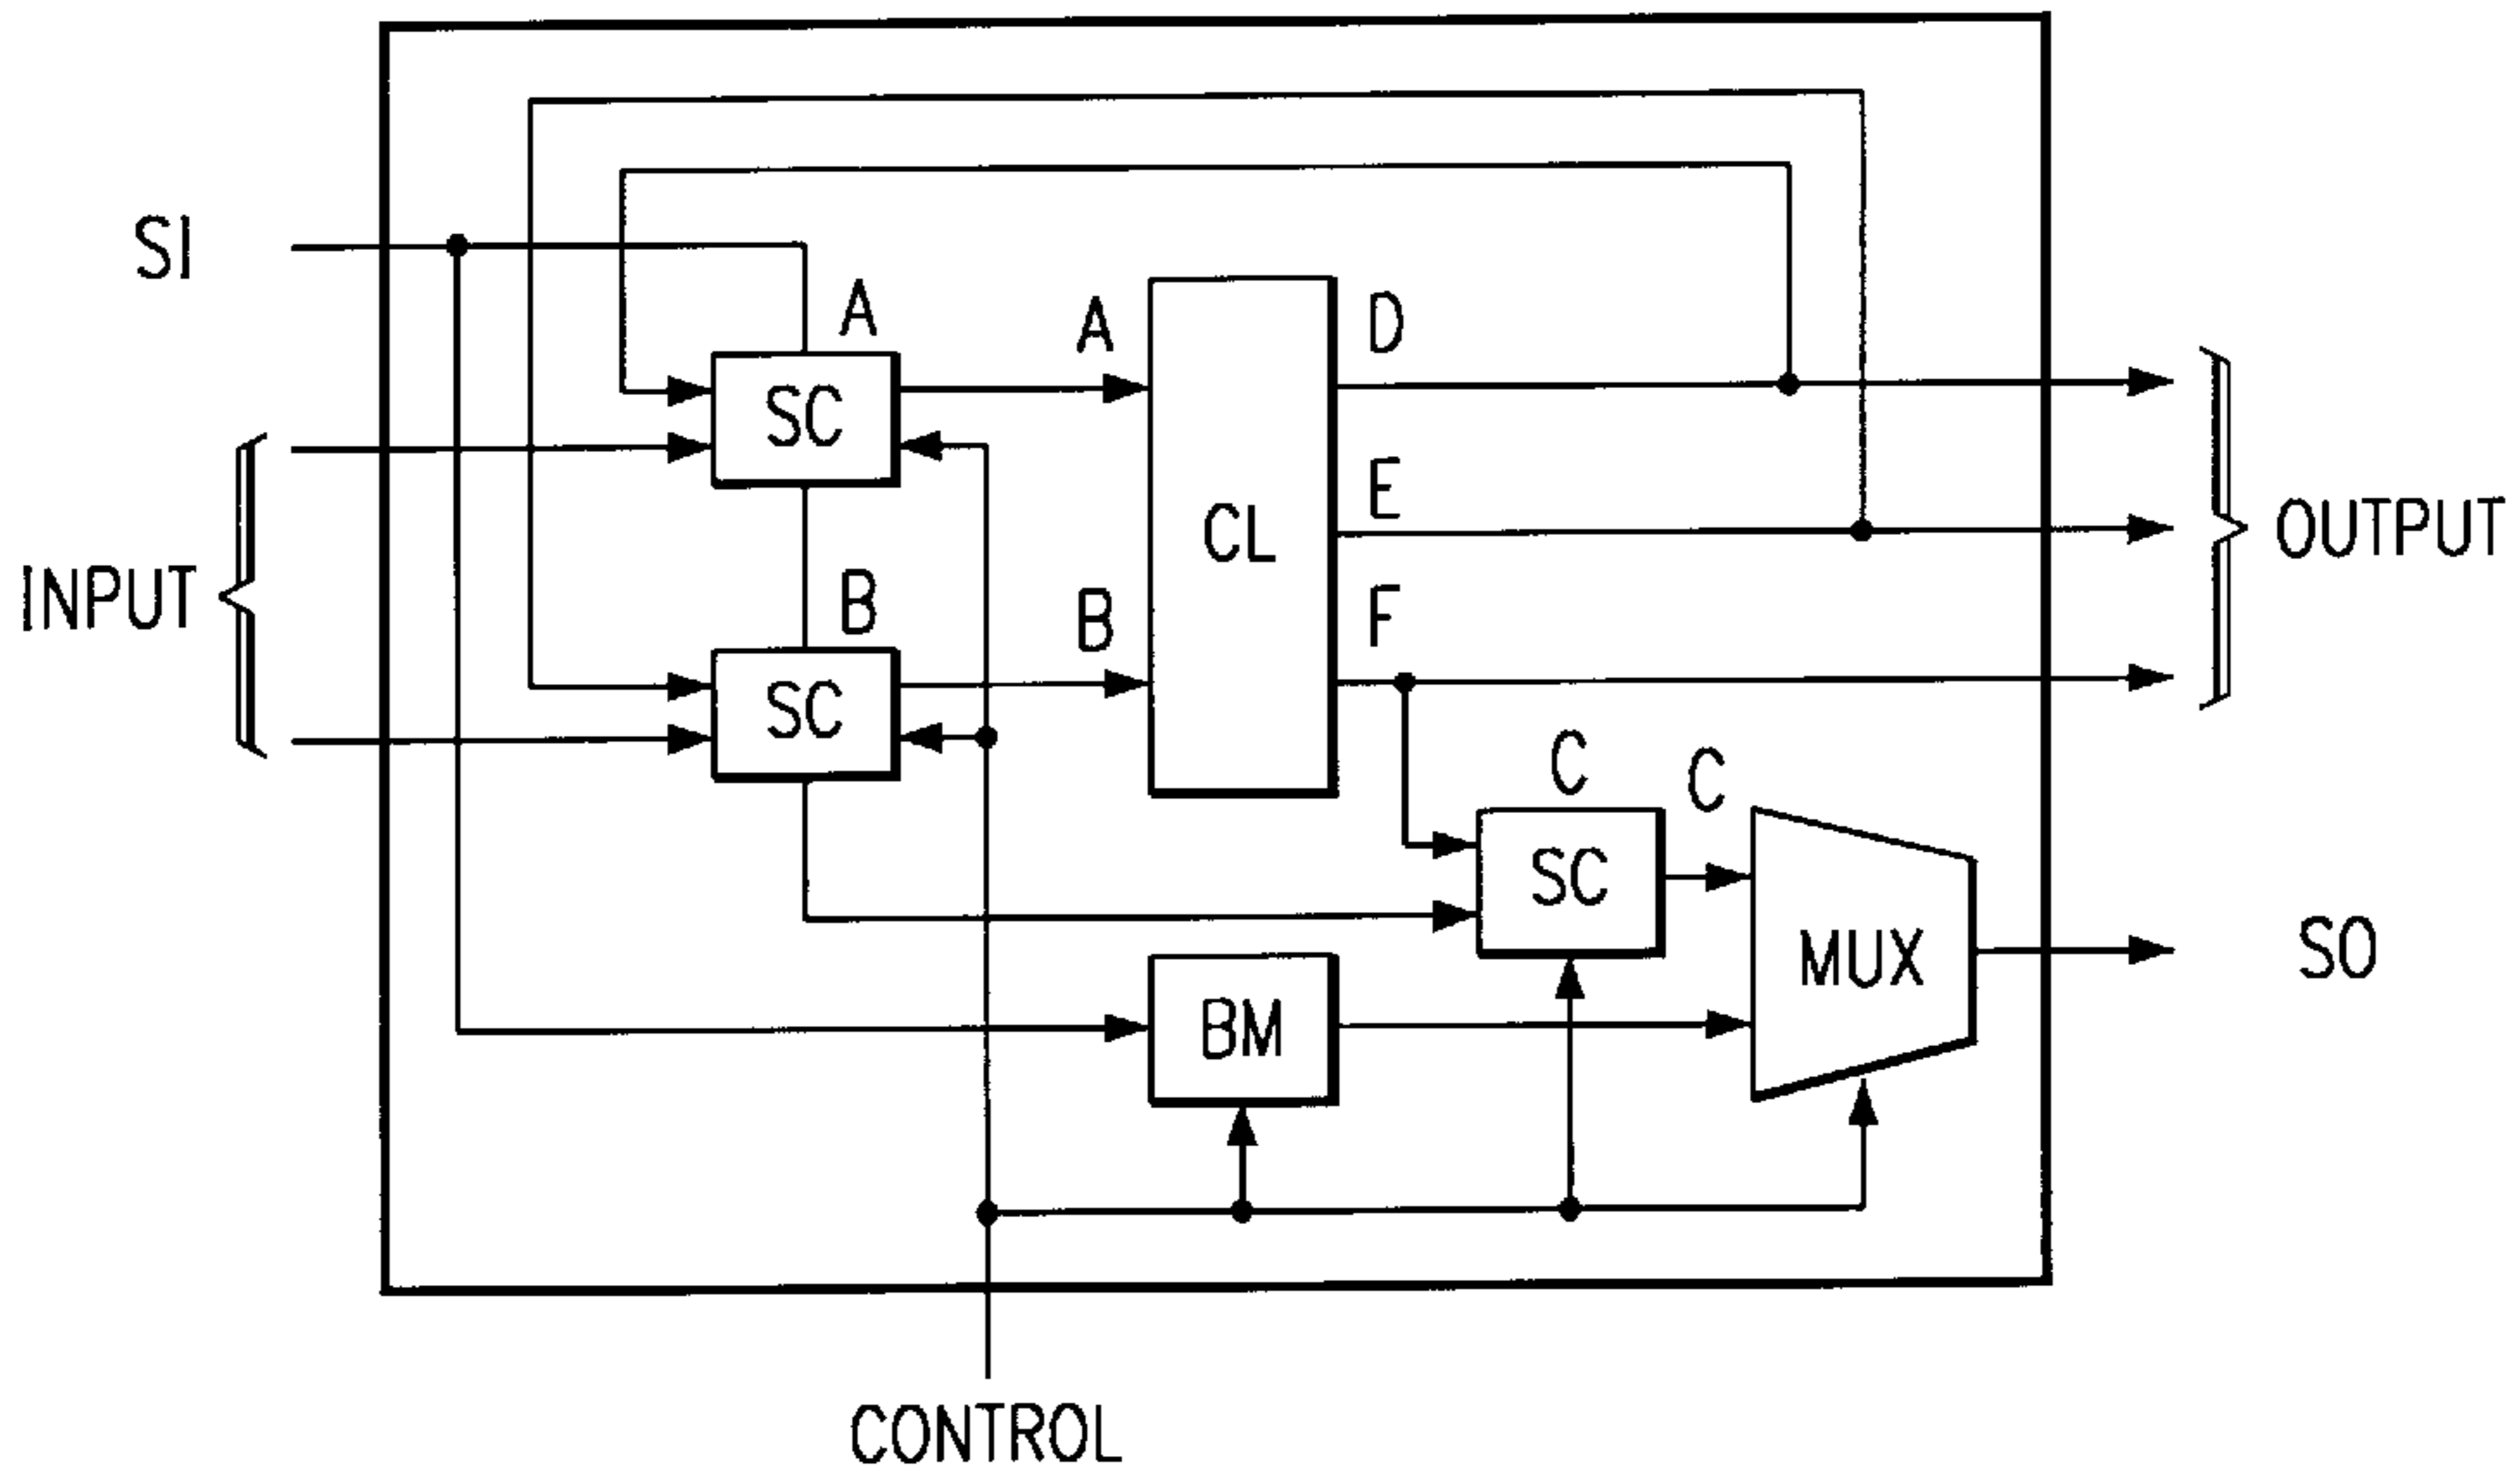 SI
A
A
D
SC
E
CL
OUTPUT
INPUT
B
B
F
SC
C
C
SC
MUX
SO
BM
CONTROL